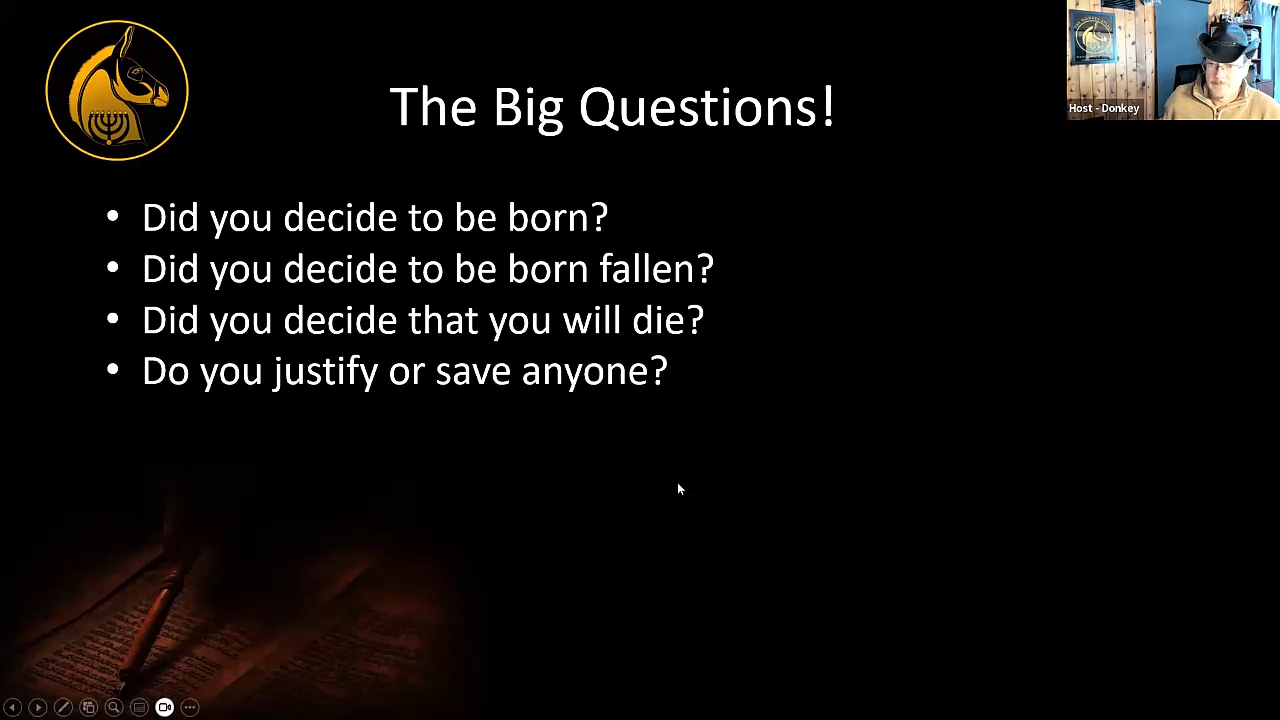 The Big Questions!
Host - Donkey
• Did you decide to be born?
• Did you decide to be born fallen?
• Did you decide that you will die?
• Do you justify or save anyone?